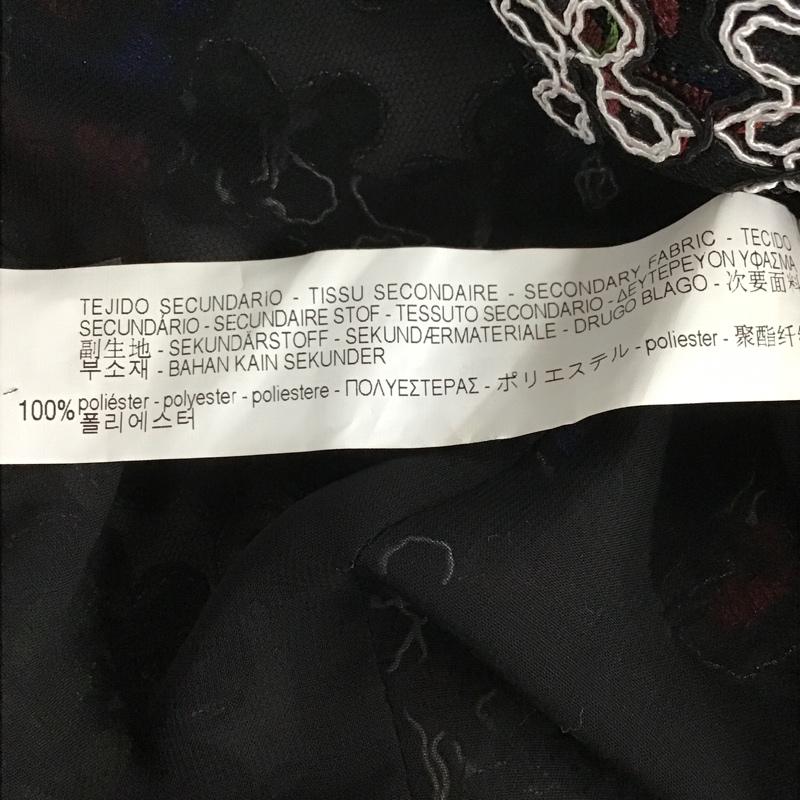 TEJIDO SECUNDARIO - TISSU SECONDAIRE - SECONDARY FABRIC - TECIDO
SECUNDÁRIO - SECUNDAIRE STOF - TESSUTO SECONDARIO - ΔΕΥΤΕΡΕΥΟΝ ΥΦΑΣΜΑ
副生地 - SEKUNDÄRSTOFF - SEKUNDÆRMATERIALE - DRUGO BLAGO - 次要面料
부소재 - BAHAN KAIN SEKUNDER
100% poliéster - polyester - poliestere - ΠΟΛΥΕΣΤΕΡΑΣ - ポリエステル - poliester - 聚酯纤
폴리에스터